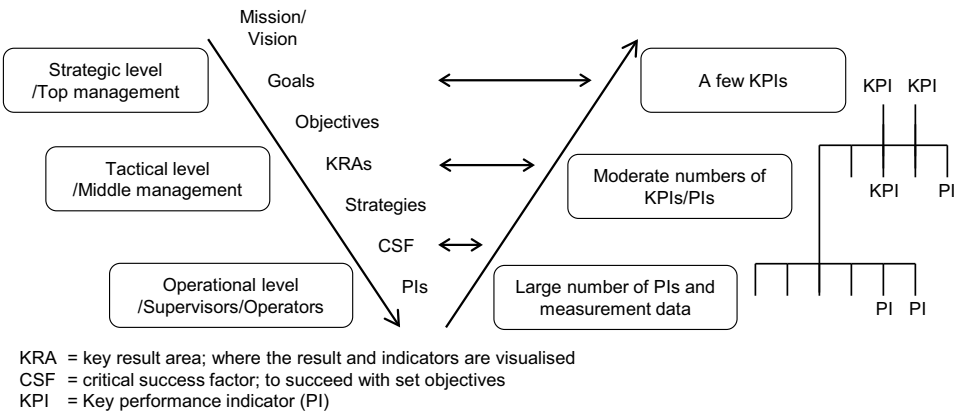 Mission/
Vision
Strategic level
/Top management
Goals
A few KPIs
KPI KPI
Objectives
Tactical level
/Middle management
KRAs
Moderate numbers of
KPIs/PIs
KPI PI
Strategies
CSF
Operational level
/Supervisors/Operators
PIs
Large number of PIs and
measurement data
PI PI
KRA = key result area; where the result and indicators are visualised
CSF = critical success factor; to succeed with set objectives
KPI = Key performance indicator (PI)